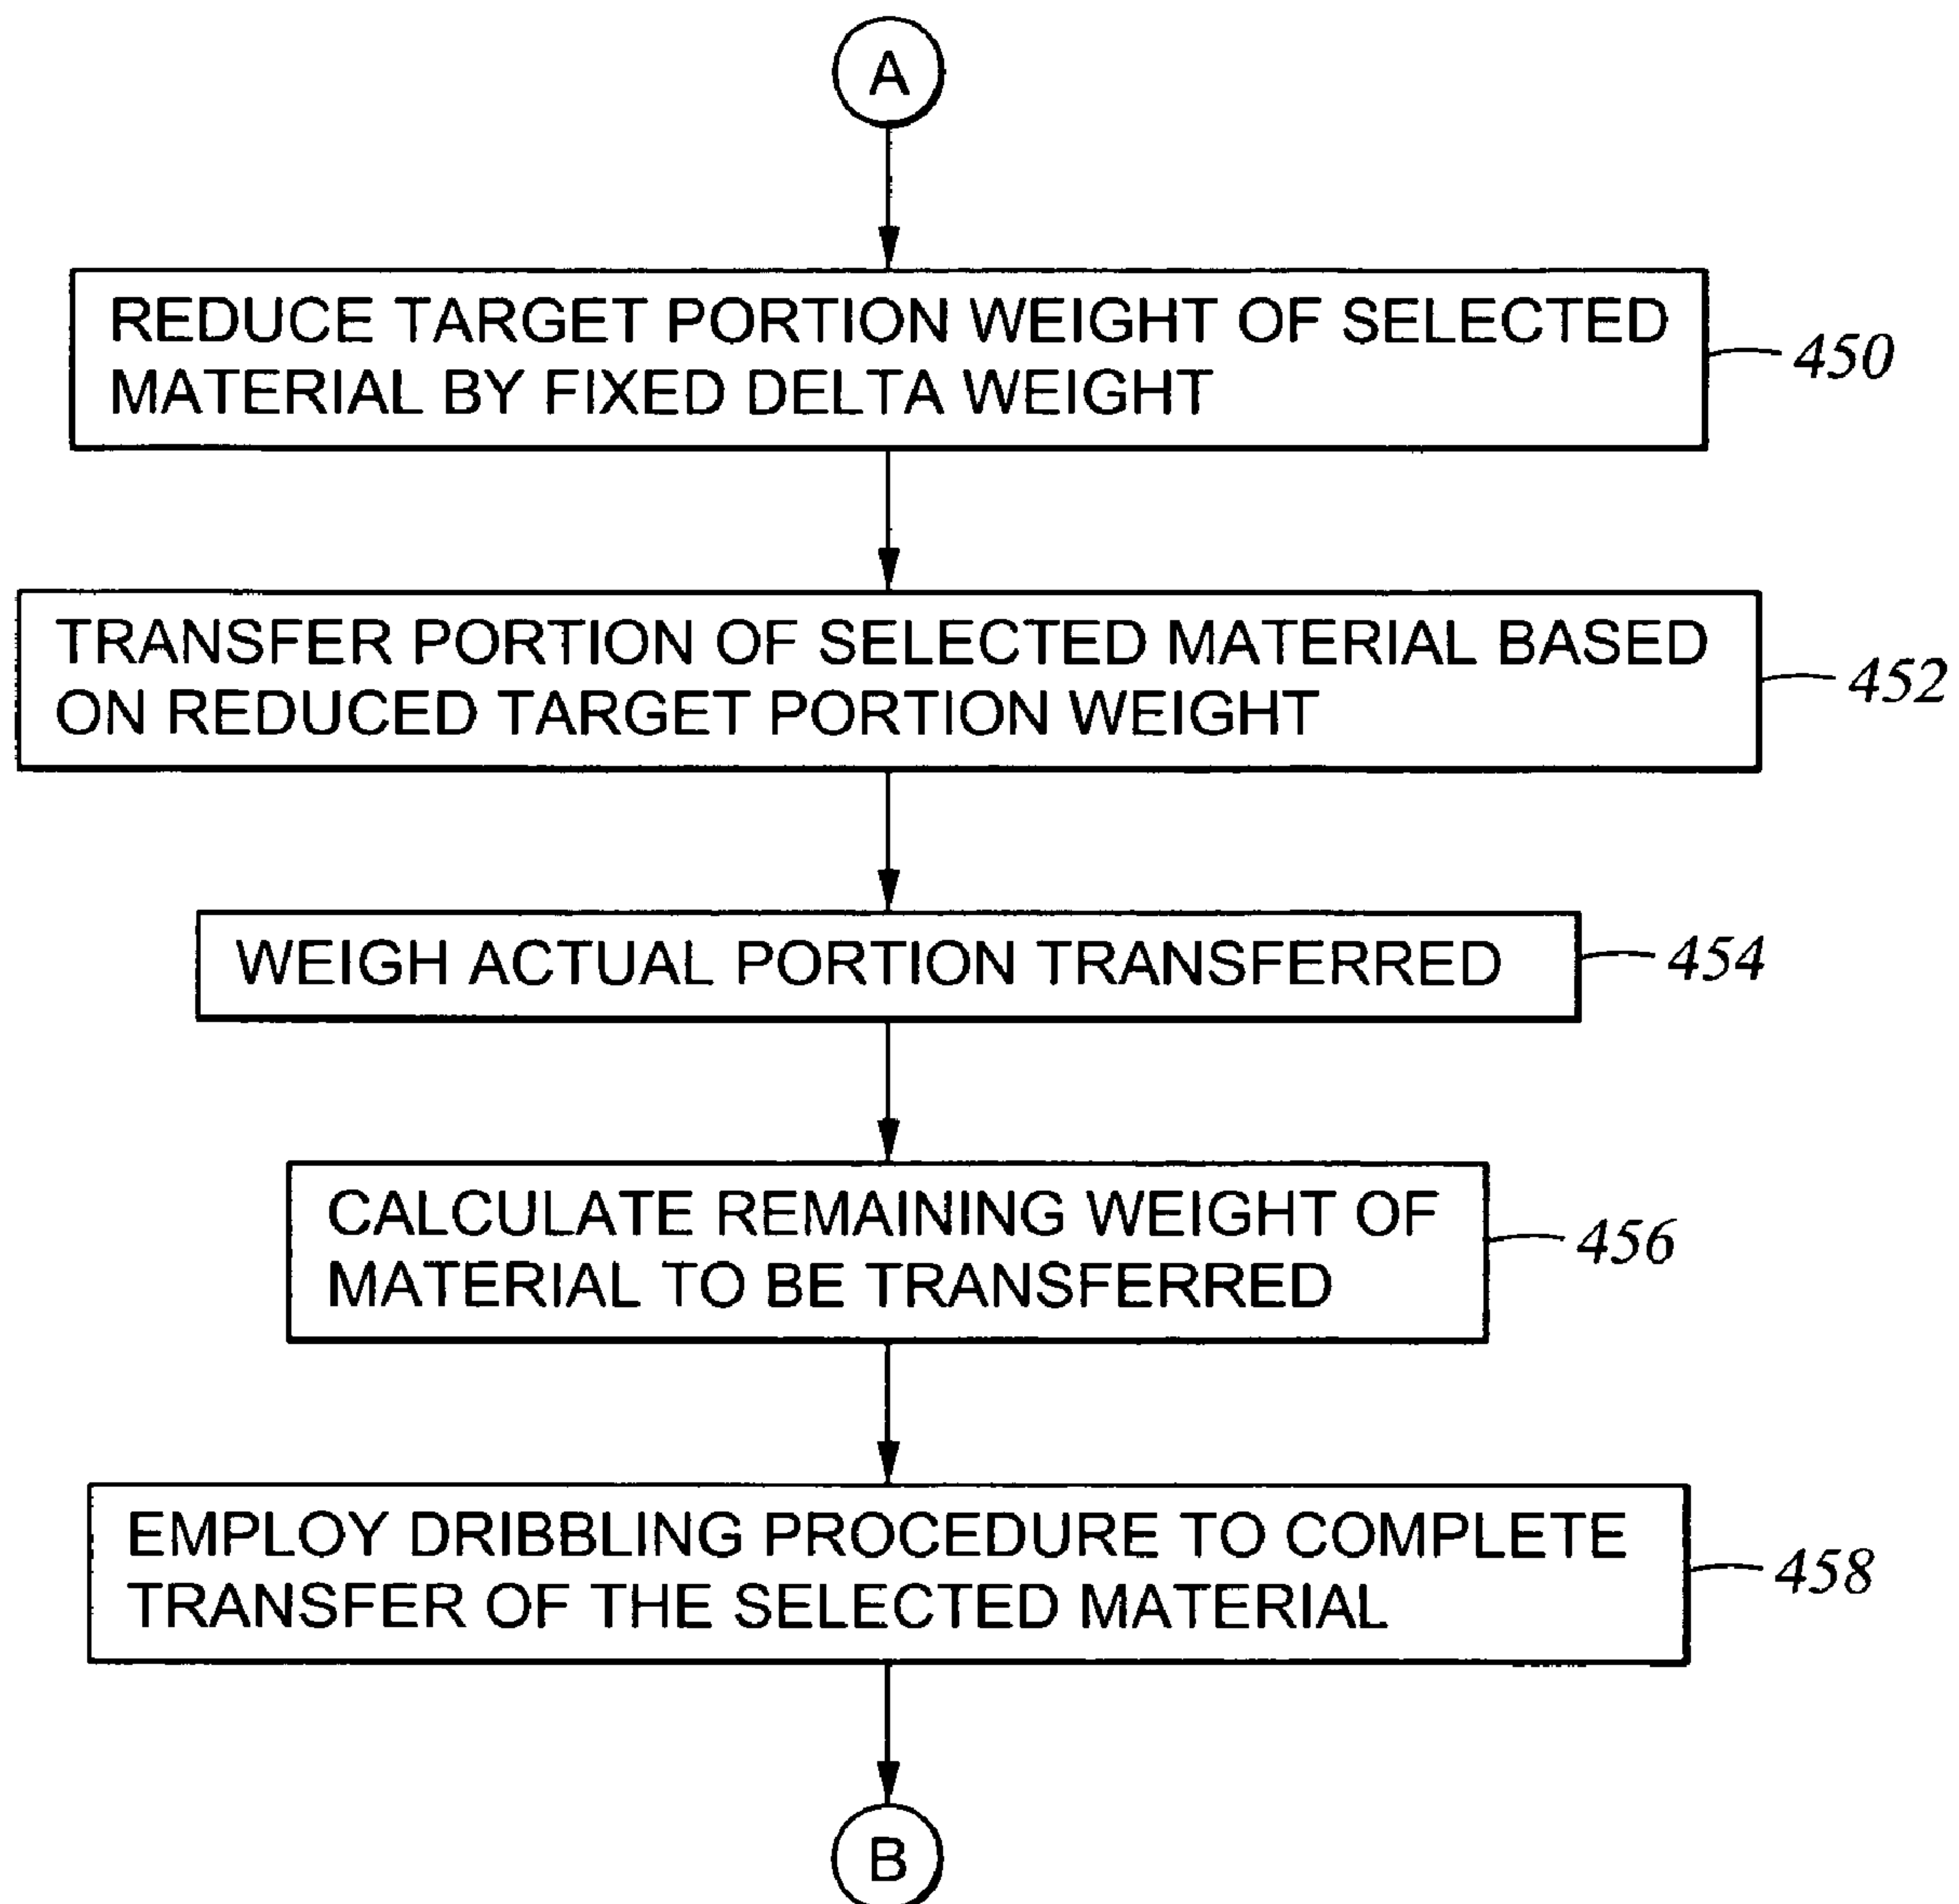 A
REDUCE TARGET PORTION WEIGHT OF SELECTED
MATERIAL BY FIXED DELTA WEIGHT
450
TRANSFER PORTION OF SELECTED MATERIAL BASED
ON REDUCED TARGET PORTION WEIGHT
452
WEIGH ACTUAL PORTION TRANSFERRED
454
CALCULATE REMAINING WEIGHT OF
MATERIAL TO BE TRANSFERRED
456
EMPLOY DRIBBLING PROCEDURE TO COMPLETE
TRANSFER OF THE SELECTED MATERIAL
458
B